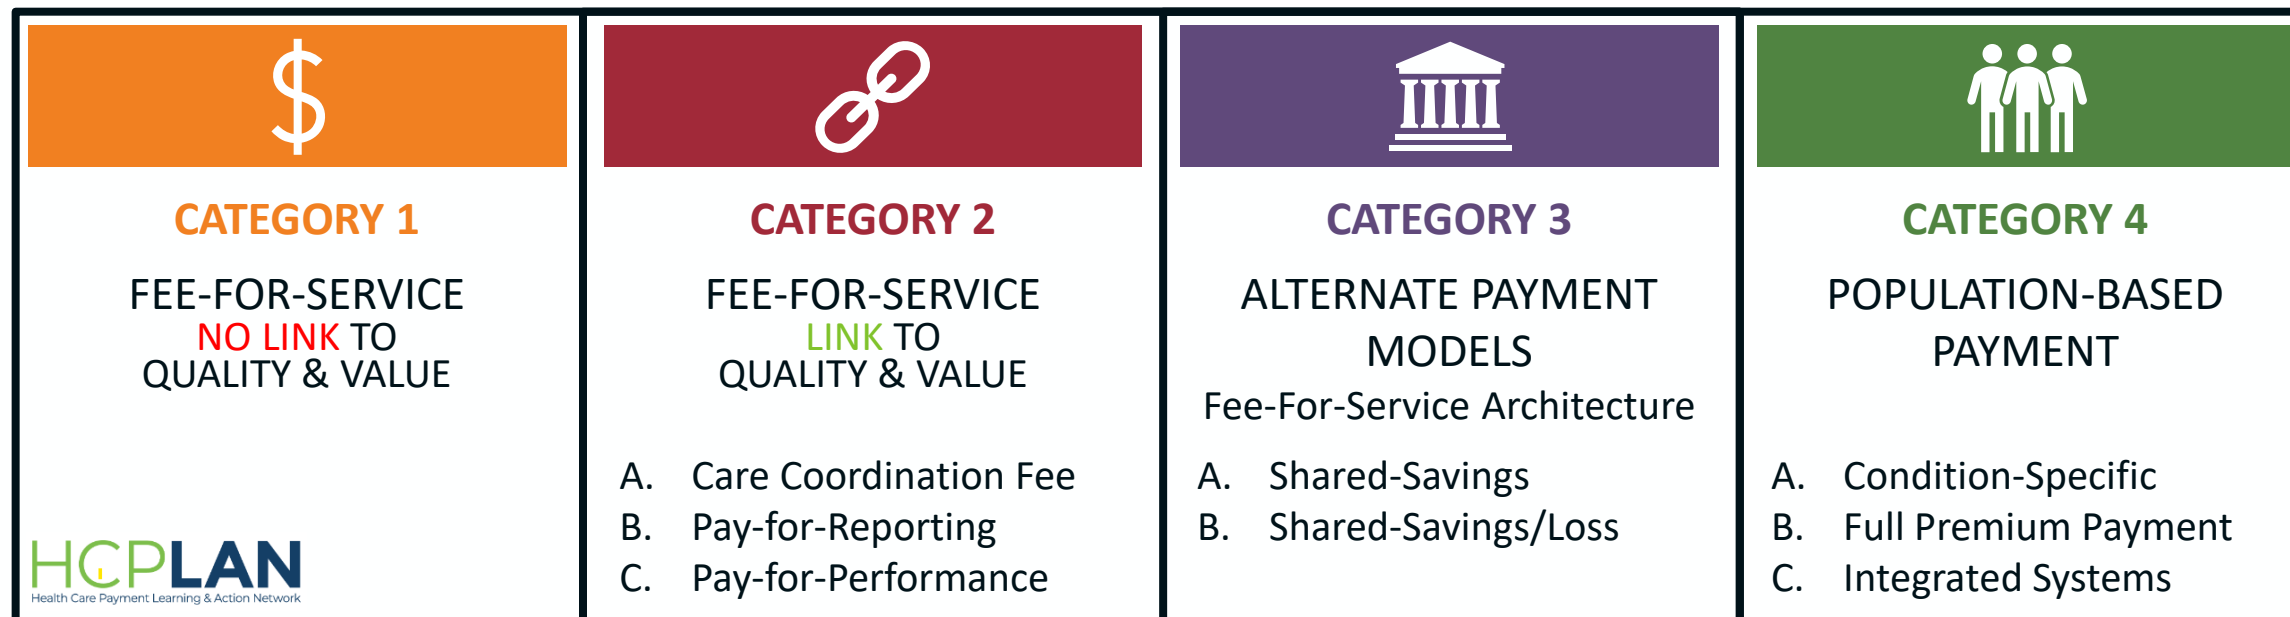 CATEGORY 1
FEE-FOR-SERVICE
NO LINK TO
QUALITY & VALUE
HCPLAN
Health Care Payment Learning & Action Network
CATEGORY 2
FEE-FOR-SERVICE
LINK TO
QUALITY & VALUE
A. Care Coordination Fee
B. Pay-for-Reporting
C. Pay-for-Performance
CATEGORY 3
ALTERNATE PAYMENT
MODELS
Fee-For-Service Architecture
A. Shared-Savings
B. Shared-Savings/Loss
CATEGORY 4
POPULATION-BASED
PAYMENT
A. Condition-Specific
B. Full Premium Payment
C. Integrated Systems